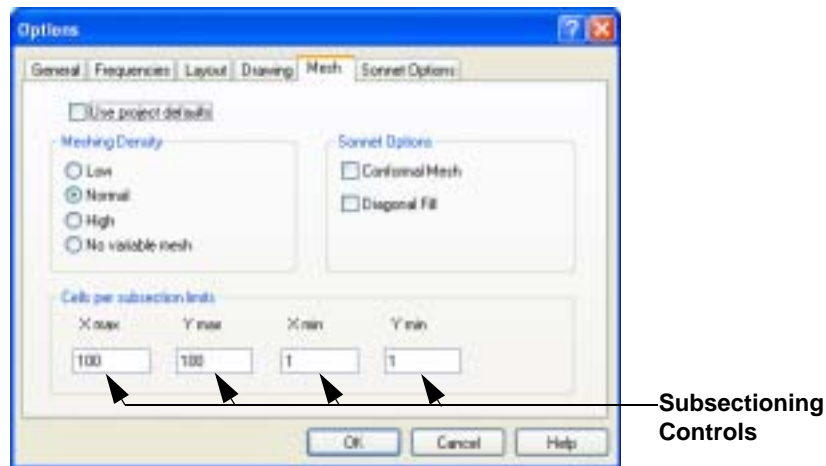 Options
General Frequencies Layout Drawing Mesh Sonnet Options
Use project defaults
Meshing Density
Low
Normal
High
No variable mesh
Sonnet Options
Conformal Mesh
Diagonal Fill
Cells per subsection limits
X max Y max X min Y min
100 100 1 1
OK Cancel Help
Subsectioning
Controls